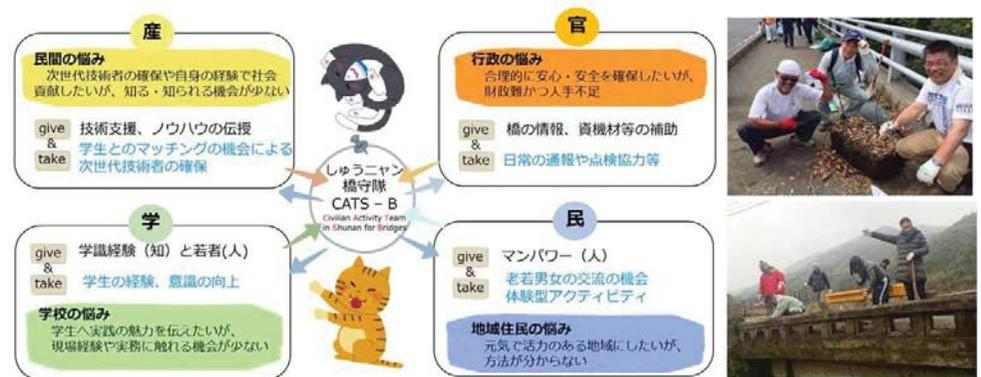 産
民間の悩み
次世代技術者の確保や自身の経験で社会
貢献したいが、知る・知られる機会が少ない
give
&
take
技術支援、ノウハウの伝授
学生とのマッチングの機会による
次世代技術者の確保
官
行政の悩み
合理的に安心・安全を確保したいが、
財政難かつ人手不足
give
&
take
橋の情報、資機材等の補助
日常の通報や点検協力等
しゅうニャン
橋守隊
CATS – B
Civilian Activity Team
in Shunan for Bridges
学
give
&
take
学識経験（知）と若者(人)
学生の経験、意識の向上
学校の悩み
学生へ実践の魅力を伝えたいが、
現場経験や実務に触れる機会が少ない
民
give
&
take
マンパワー（人）
老若男女の交流の機会
体験型アクティビティ
地域住民の悩み
元気で活力のある地域にしたいが、
方法が分からない